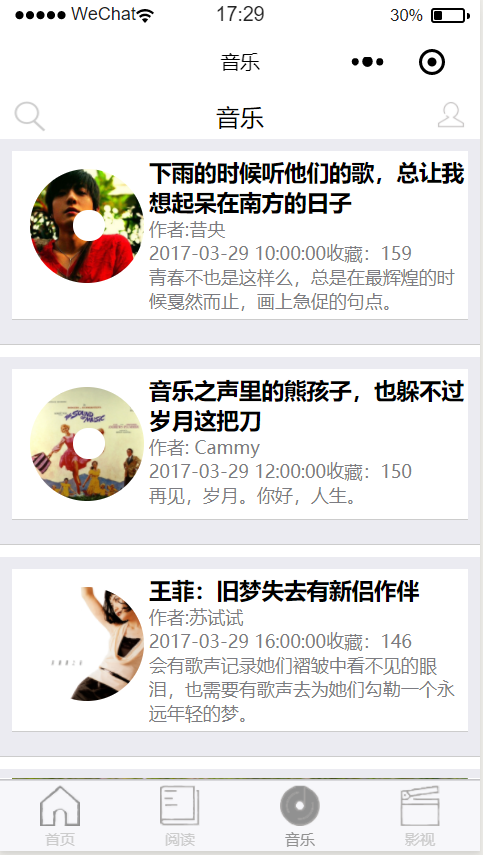 WeChat
17:29
30%
音乐
音乐
下雨的时候听他们的歌，总让我
想起呆在南方的日子
作者:昔央
2017-03-29 10:00:00收藏：159
青春不也是这样么，总是在最辉煌的时
候戛然而止，画上急促的句点。
THE SOUND
OF MUSIC
音乐之声里的熊孩子，也躲不过
岁月这把刀
作者: Cammy
2017-03-29 12:00:00收藏：150
再见，岁月。你好，人生。
王菲：旧梦失去有新侣作伴
作者:苏试试
2017-03-29 16:00:00收藏：146
会有歌声记录她们褶皱中看不见的眼
泪，也需要有歌声去为她们勾勒一个永
远年轻的梦。
首页
阅读
音乐
影视